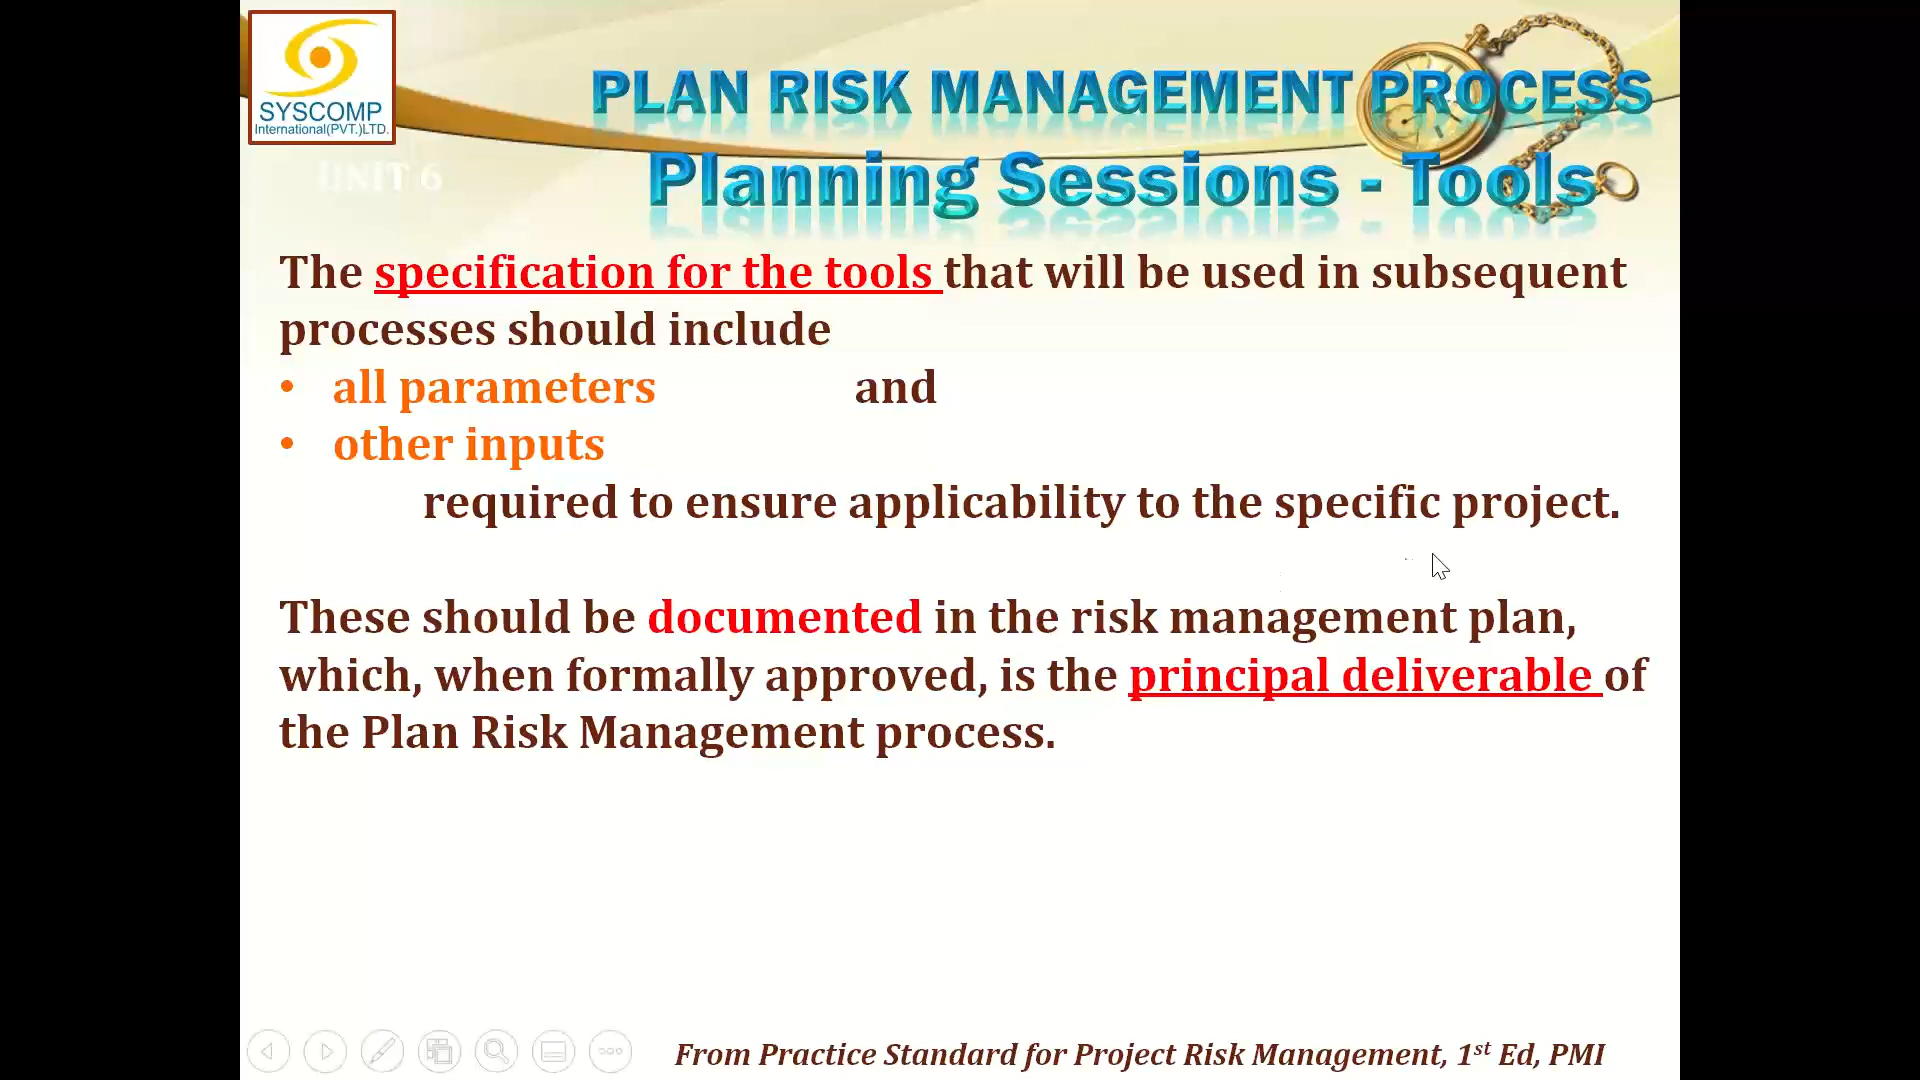 SYSCOMP
International(PVT.)LTD.
UNIT 6
PLAN RISK MANAGEMENT PROCESS
Planning Sessions - Tools
The specification for the tools that will be used in subsequent
processes should include
• all parameters and
• other inputs
required to ensure applicability to the specific project.
These should be documented in the risk management plan,
which, when formally approved, is the principal deliverable of
the Plan Risk Management process.
From Practice Standard for Project Risk Management, 1st Ed, PMI